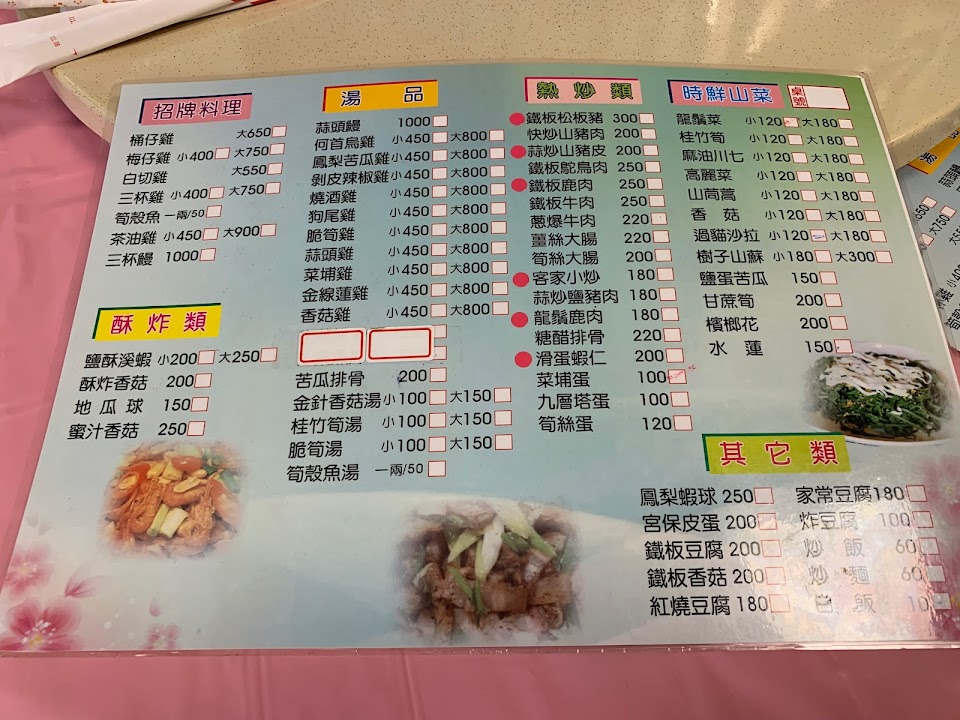 招牌料理
桶仔雞 大650
梅仔雞 小400 大750
白切雞 大550
三杯雞 小400 大750
筍殼魚 一兩/50
茶油雞 小450 大900
三杯鰻 1000
酥炸類
鹽酥溪蝦 小200 大250
酥炸香菇 200
地瓜球 150
蜜汁香菇 250
湯品
蒜頭鰻 1000
何首烏雞 小450 大800
鳳梨苦瓜雞 小450 大800
剝皮辣椒雞 小450 大800
燒酒雞 小450 大800
狗尾雞 小450 大800
脆筍雞 小450 大800
蒜頭雞 小450 大800
菜埔雞 小450 大800
金線蓮雞 小450 大800
香菇雞 小450 大800
苦瓜排骨 200
金針香菇湯 小100 大150
桂竹筍湯 小100 大150
脆筍湯 小100 大150
筍殼魚湯 一兩/50
熱炒類
鐵板松板豬 300
快炒山豬肉 200
蒜炒山豬皮 200
鐵板鴕鳥肉 250
鐵板鹿肉 250
鐵板牛肉 250
蔥爆牛肉 220
薑絲大腸 220
筍絲大腸 200
客家小炒 180
蒜炒鹽豬肉 180
龍鬚鹿肉 180
糖醋排骨 220
滑蛋蝦仁 200
菜埔蛋 100
九層塔蛋 100
筍絲蛋 120
時鮮山菜
桌號
龍鬚菜 小120 大180
桂竹筍 小120 大180
麻油川七 小120 大180
高麗菜 小120 大180
山茼蒿 小120 大180
香菇 小120 大180
過貓沙拉 小120 大180
樹子山蘇 小180 大300
鹽蛋苦瓜 150
甘蔗筍 200
檳榔花 200
水蓮 150
其它類
鳳梨蝦球 250 家常豆腐 180
宮保皮蛋 200 炸豆腐 100
鐵板豆腐 200 炒飯 60
鐵板香菇 200 炒麵 60
紅燒豆腐 180 白飯 10